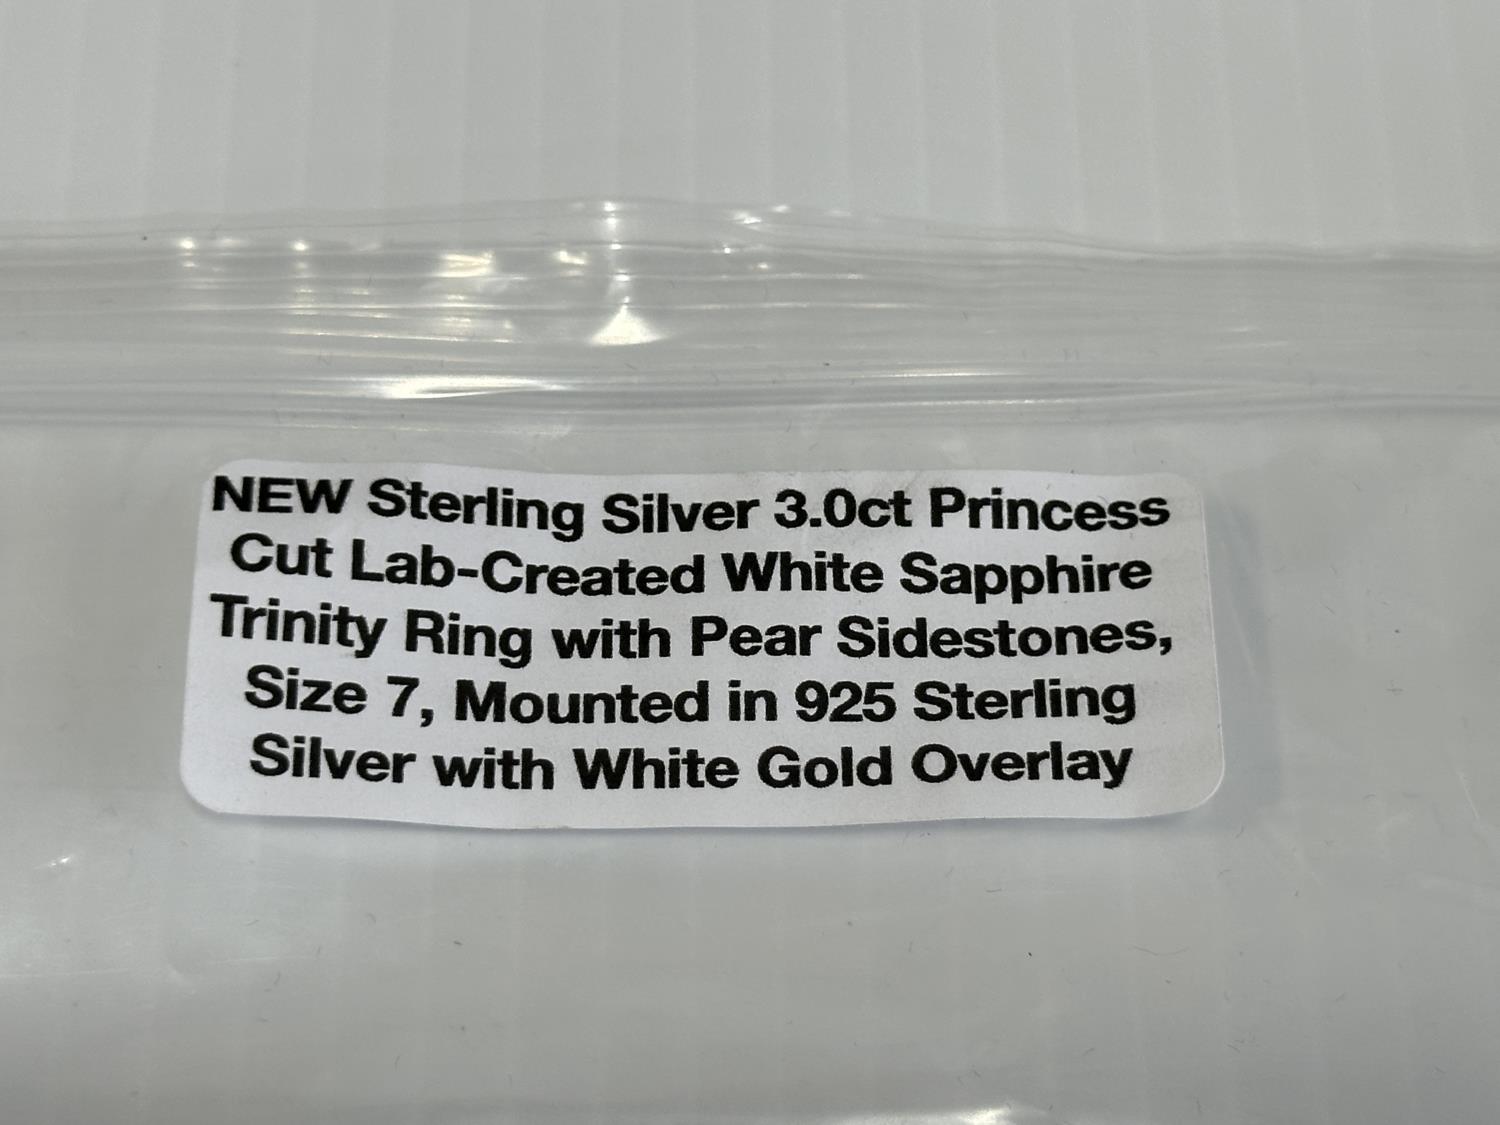 NEW Sterling Silver 3.0ct Princess
Cut Lab-Created White Sapphire
Trinity Ring with Pear Sidestones,
Size 7, Mounted in 925 Sterling
Silver with White Gold Overlay